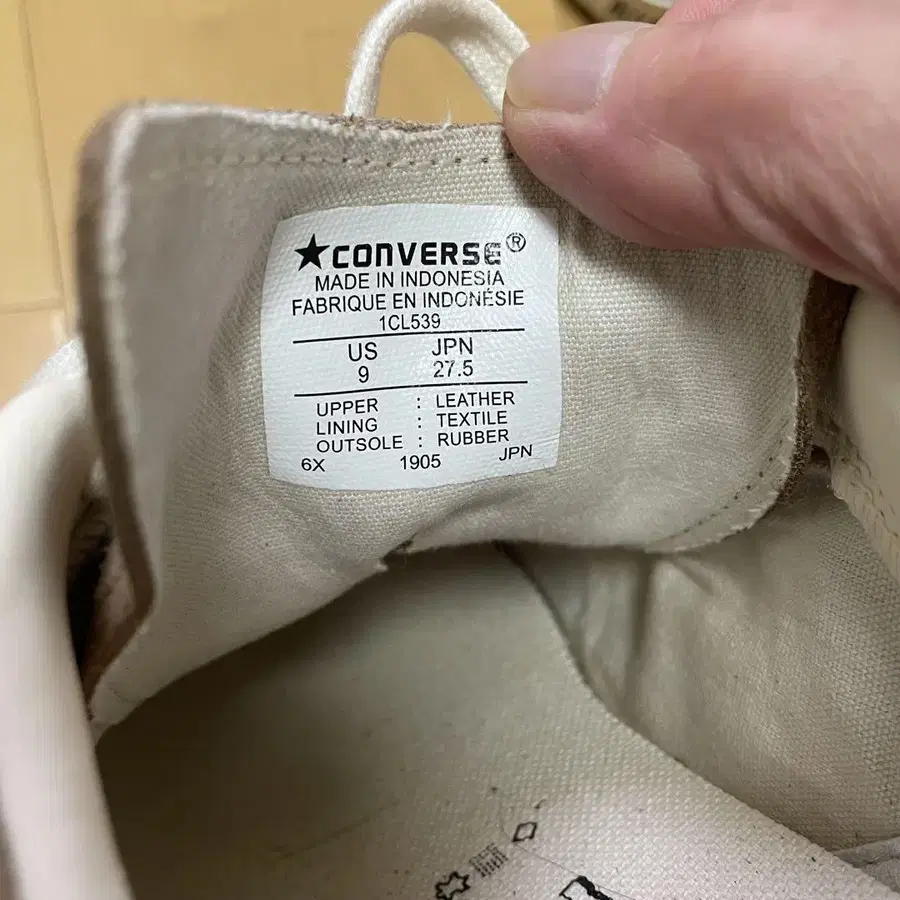 ★CONVERSE®
MADE IN INDONESIA
FABRIQUE EN INDONÉSIE
1CL539
US JPN
9 27.5
UPPER : LEATHER
LINING : TEXTILE
OUTSOLE : RUBBER
6X 1905 JPN